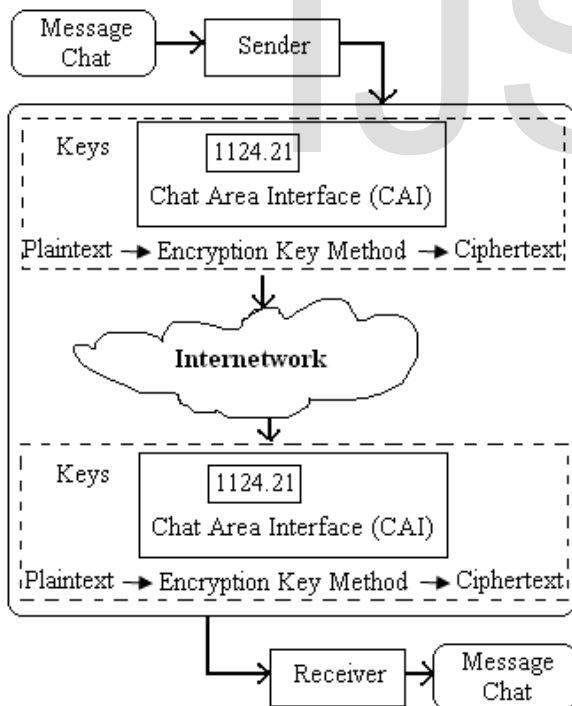 IJS
Message
Chat
Sender
Keys
1124.21
Chat Area Interface (CAI)
Plaintext → Encryption Key Method → Ciphertext
Internetwork
Keys
1124.21
Chat Area Interface (CAI)
Plaintext → Encryption Key Method → Ciphertext
Receiver
Message
Chat